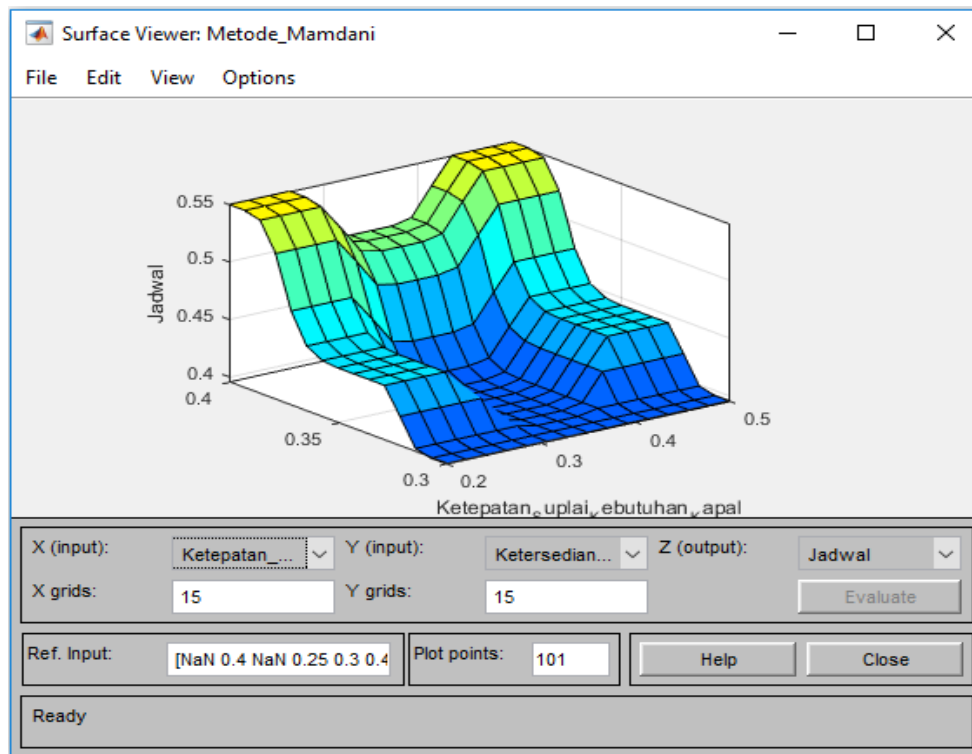 Surface Viewer: Metode_Mamdani
File Edit View Options
0.55
0.5
0.45
0.4
Jadwal
0.4
0.35
0.3
0.2
0.3
0.4
0.5
Ketepatan_Suplai_Kebutuhan_Kapal
X (input): Ketepatan_... Y (input): Ketersedian... Z (output): Jadwal
X grids: 15 Y grids: 15 Evaluate
Ref. Input: [NaN 0.4 NaN 0.25 0.3 0.4 Plot points: 101 Help Close
Ready